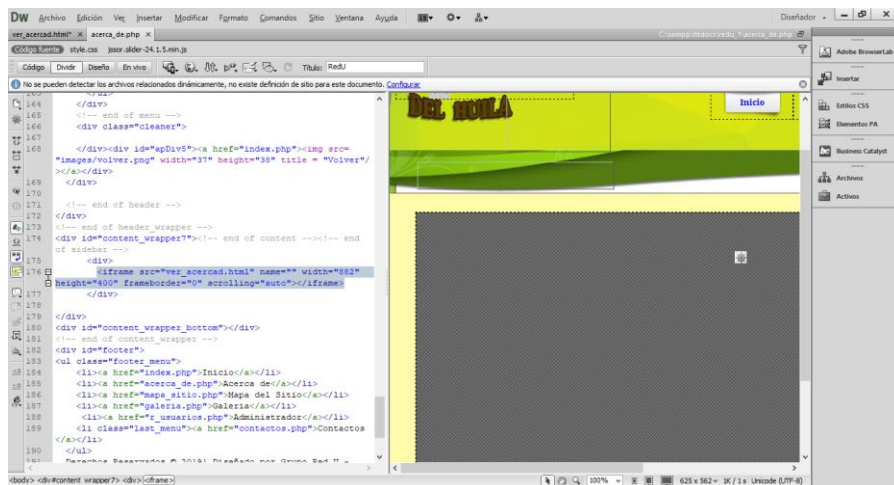 DW Archivo Edición Ver Insertar Modificar Formato Comandos Sitio Ventana Ayuda Diseñador
ver_acercad.html* × acerca_de.php × C:\xampp\htdocs\redu_7\acerca_de.php
Código fuente style.css jssor.slider-24.1.5.min.js
Código Dividir Diseño En vivo Título: RedU
No se pueden detectar los archivos relacionados dinámicamente, no existe definición de sitio para este documento. Configurar
164 </div>
165 <!-- end of menu -->
166 <div class="cleaner">
167
168 </div><div id="apDiv5"><a href="index.php"><img src=
"images/volver.png" width="37" height="38" title = "Volver"/
></a></div>
169 </div>
170
171 <!-- end of header -->
172 </div>
173 <!-- end of header_wrapper -->
174 <div id="content_wrapper7"><!-- end of content --><!-- end
of sidebar -->
175 <div>
176 <iframe src="ver_acercad.html" name="" width="882"
height="400" frameborder="0" scrolling="auto"></iframe>
177 </div>
178
179 </div>
180 <div id="content_wrapper_bottom"></div>
181 <!-- end of content_wrapper -->
182 <div id="footer">
183 <ul class="footer_menu">
184 <li><a href="index.php">Inicio</a></li>
185 <li><a href="acerca_de.php">Acerca de</a></li>
186 <li><a href="mapa_sitio.php">Mapa del Sitio</a></li>
187 <li><a href="galeria.php">Galeria</a></li>
188 <li><a href="r_usuarios.php">Administrador</a></li>
189 <li class="last_menu"><a href="contactos.php">Contactos
</a></li>
190 </ul>
191 Derechos Reservados © 2019| Diseñado por Grupo Red U -
DEL HUILA
Inicio
Adobe BrowserLab
Insertar
Estilos CSS
Elementos PA
Business Catalyst
Archivos
Activos
<body> <div#content_wrapper7> <div> <iframe> 100% 625 x 562 1K / 1 s Unicode (UTF-8)